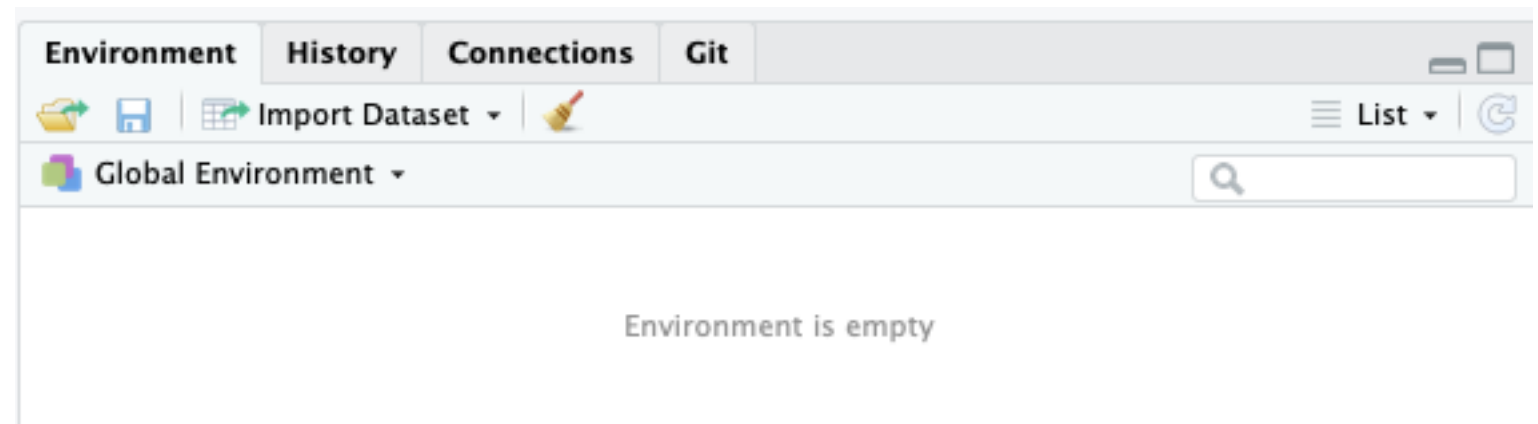 Environment History Connections Git
Import Dataset List
Global Environment
Environment is empty